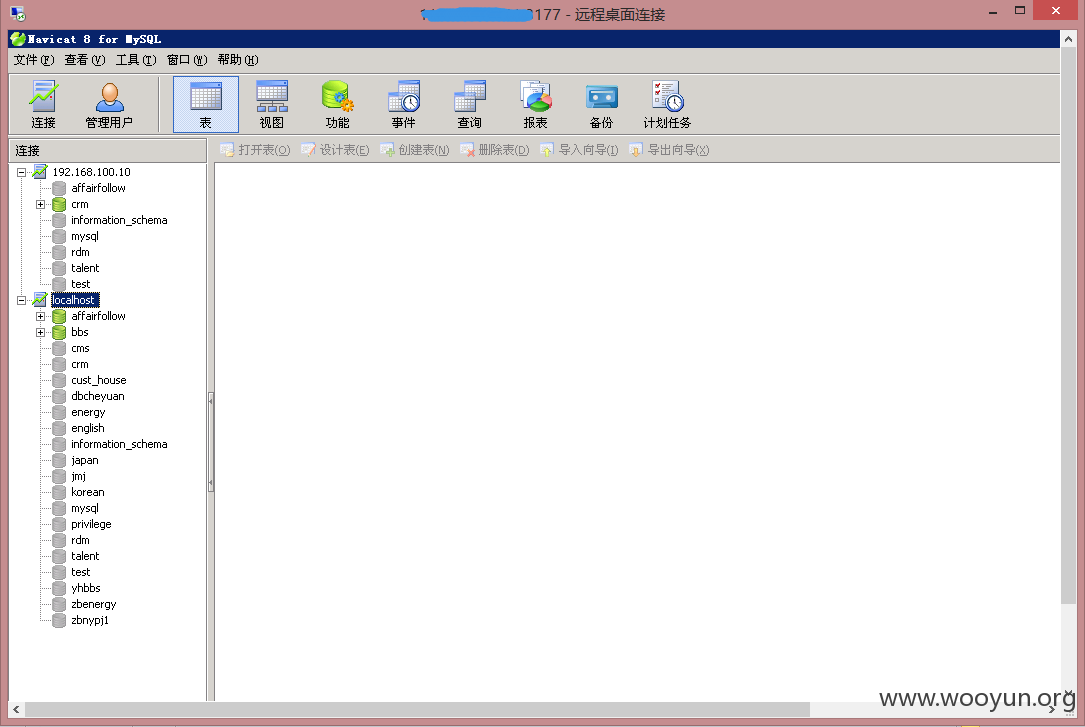 3177 - 远程桌面连接
Navicat 8 for MySQL
文件(F) 查看(V) 工具(T) 窗口(W) 帮助(H)
连接 管理用户 表 视图 功能 事件 查询 报表 备份 计划任务
连接 打开表(O) 设计表(E) 创建表(N) 删除表(D) 导入向导(I) 导出向导(X)
192.168.100.10
affairfollow
crm
information_schema
mysql
rdm
talent
test
localhost
affairfollow
bbs
cms
crm
cust_house
dbcheyuan
energy
english
information_schema
japan
jmj
korean
mysql
privilege
rdm
talent
test
yhbbs
zbenergy
zbnypj1
www.wooyun.org